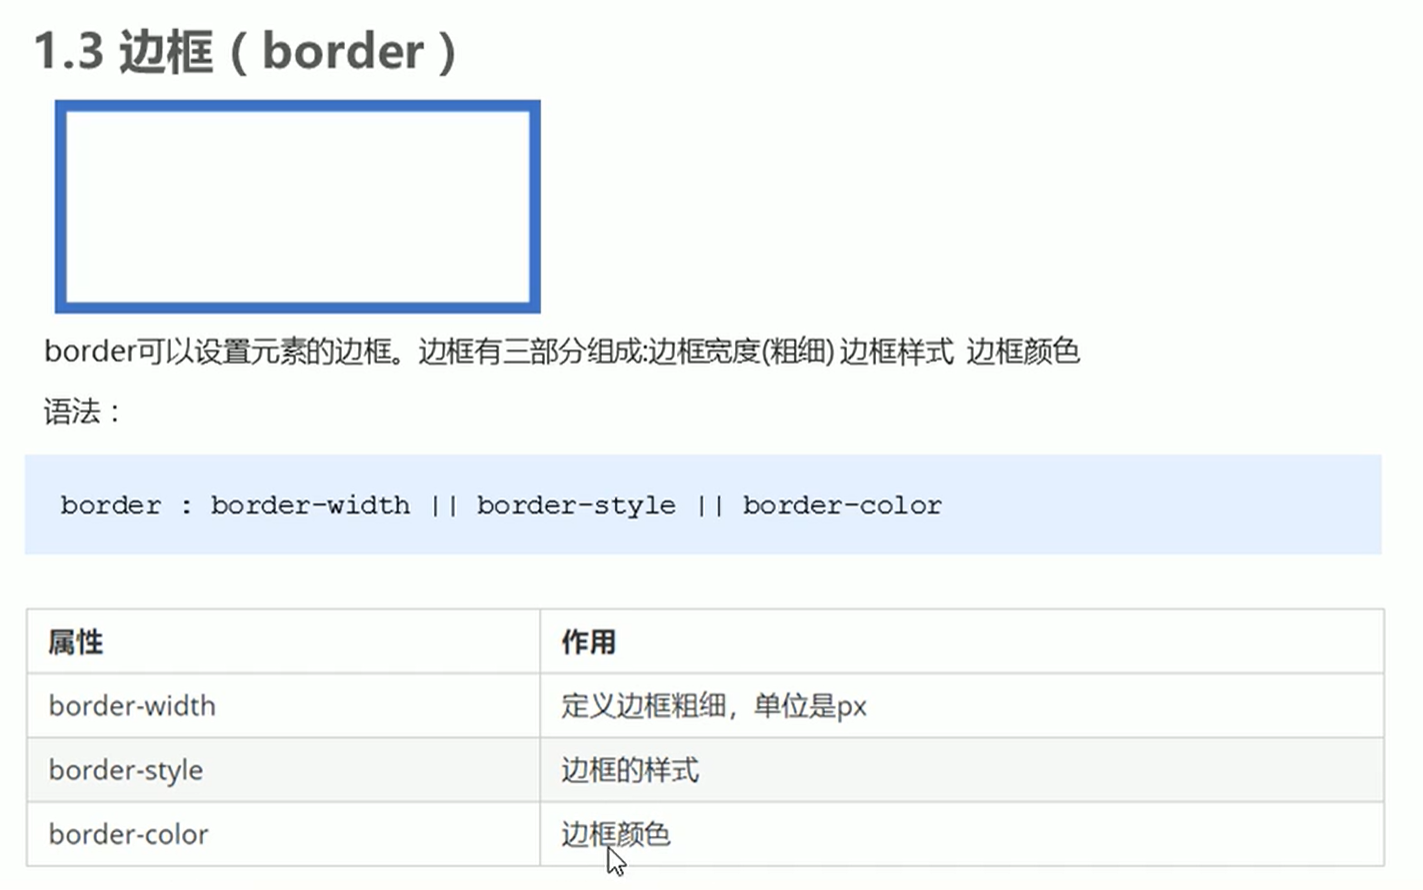 1.3 边框（border）
border可以设置元素的边框。边框有三部分组成:边框宽度(粗细) 边框样式 边框颜色
语法：
border : border-width || border-style || border-color
属性 作用
border-width 定义边框粗细，单位是px
border-style 边框的样式
border-color 边框颜色